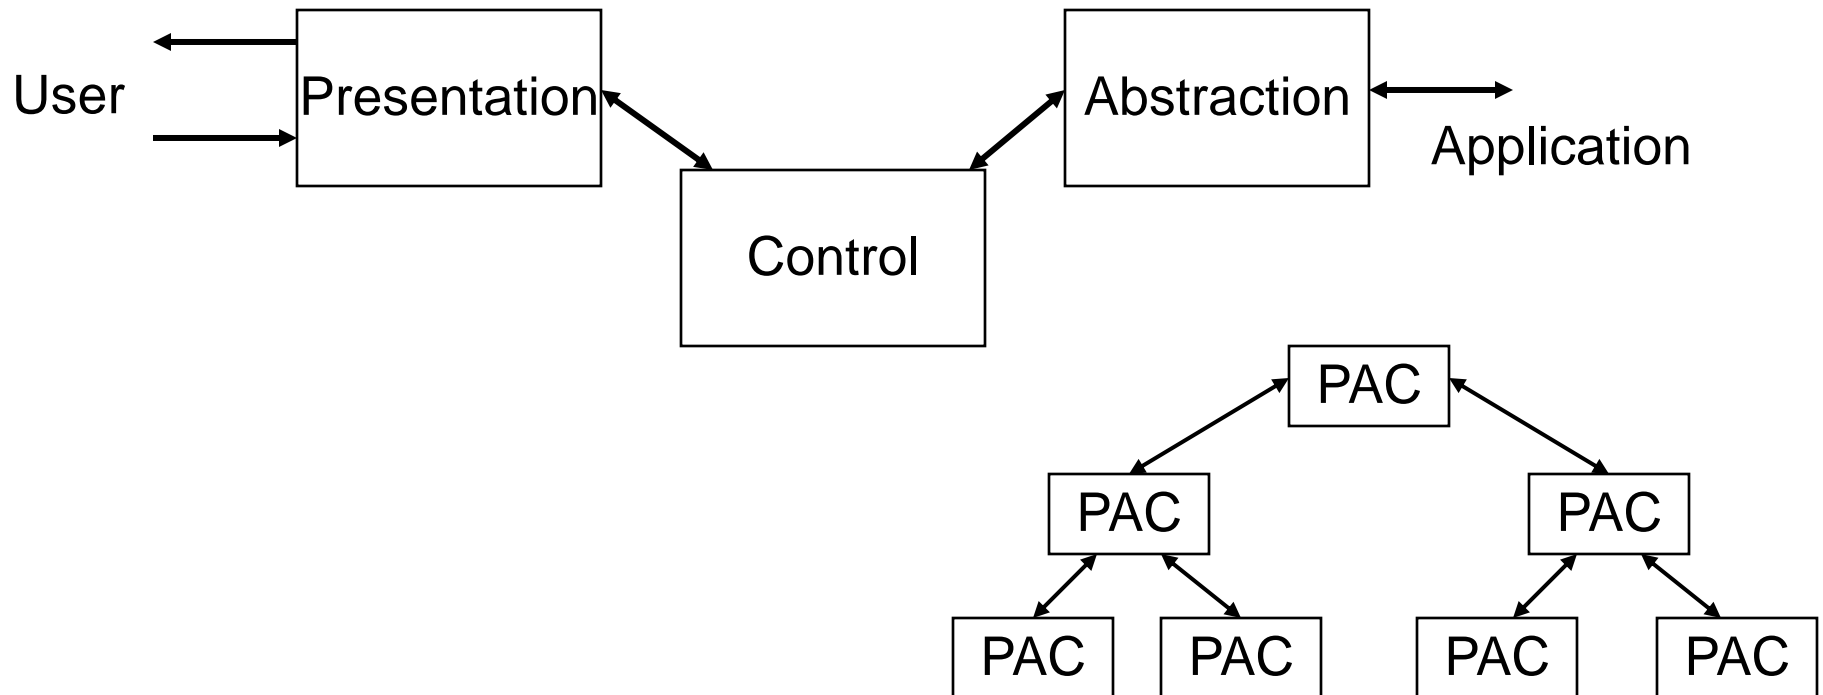 User
Presentation
Abstraction
Application
Control
PAC
PAC
PAC
PAC
PAC
PAC
PAC